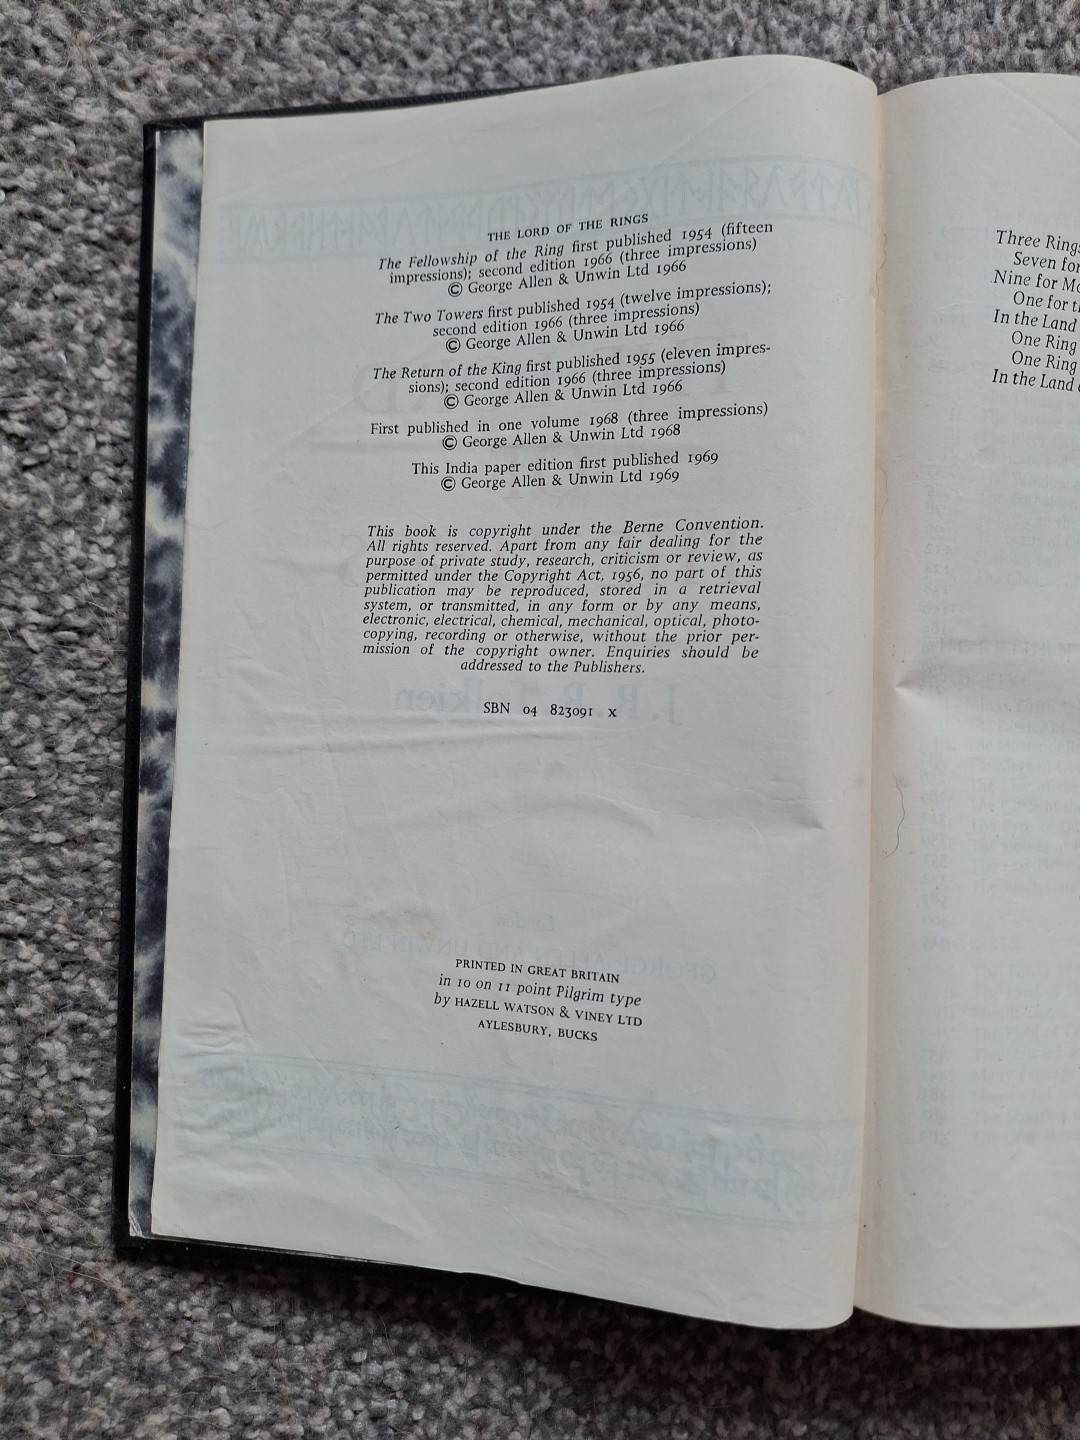 THE LORD OF THE RINGS
The Fellowship of the Ring first published 1954 (fifteen
impressions); second edition 1966 (three impressions)
© George Allen & Unwin Ltd 1966
The Two Towers first published 1954 (twelve impressions);
second edition 1966 (three impressions)
© George Allen & Unwin Ltd 1966
The Return of the King first published 1955 (eleven impres-
sions); second edition 1966 (three impressions)
© George Allen & Unwin Ltd 1966
First published in one volume 1968 (three impressions)
© George Allen & Unwin Ltd 1968
This India paper edition first published 1969
© George Allen & Unwin Ltd 1969
This book is copyright under the Berne Convention.
All rights reserved. Apart from any fair dealing for the
purpose of private study, research, criticism or review, as
permitted under the Copyright Act, 1956, no part of this
publication may be reproduced, stored in a retrieval
system, or transmitted, in any form or by any means,
electronic, electrical, chemical, mechanical, optical, photo-
copying, recording or otherwise, without the prior per-
mission of the copyright owner. Enquiries should be
addressed to the Publishers.
SBN 04 823091 x
PRINTED IN GREAT BRITAIN
in 10 on 11 point Pilgrim type
by HAZELL WATSON & VINEY LTD
AYLESBURY, BUCKS
Three Rings
Seven for
Nine for Mo
One for th
In the Land
One Ring
One Ring
In the Land